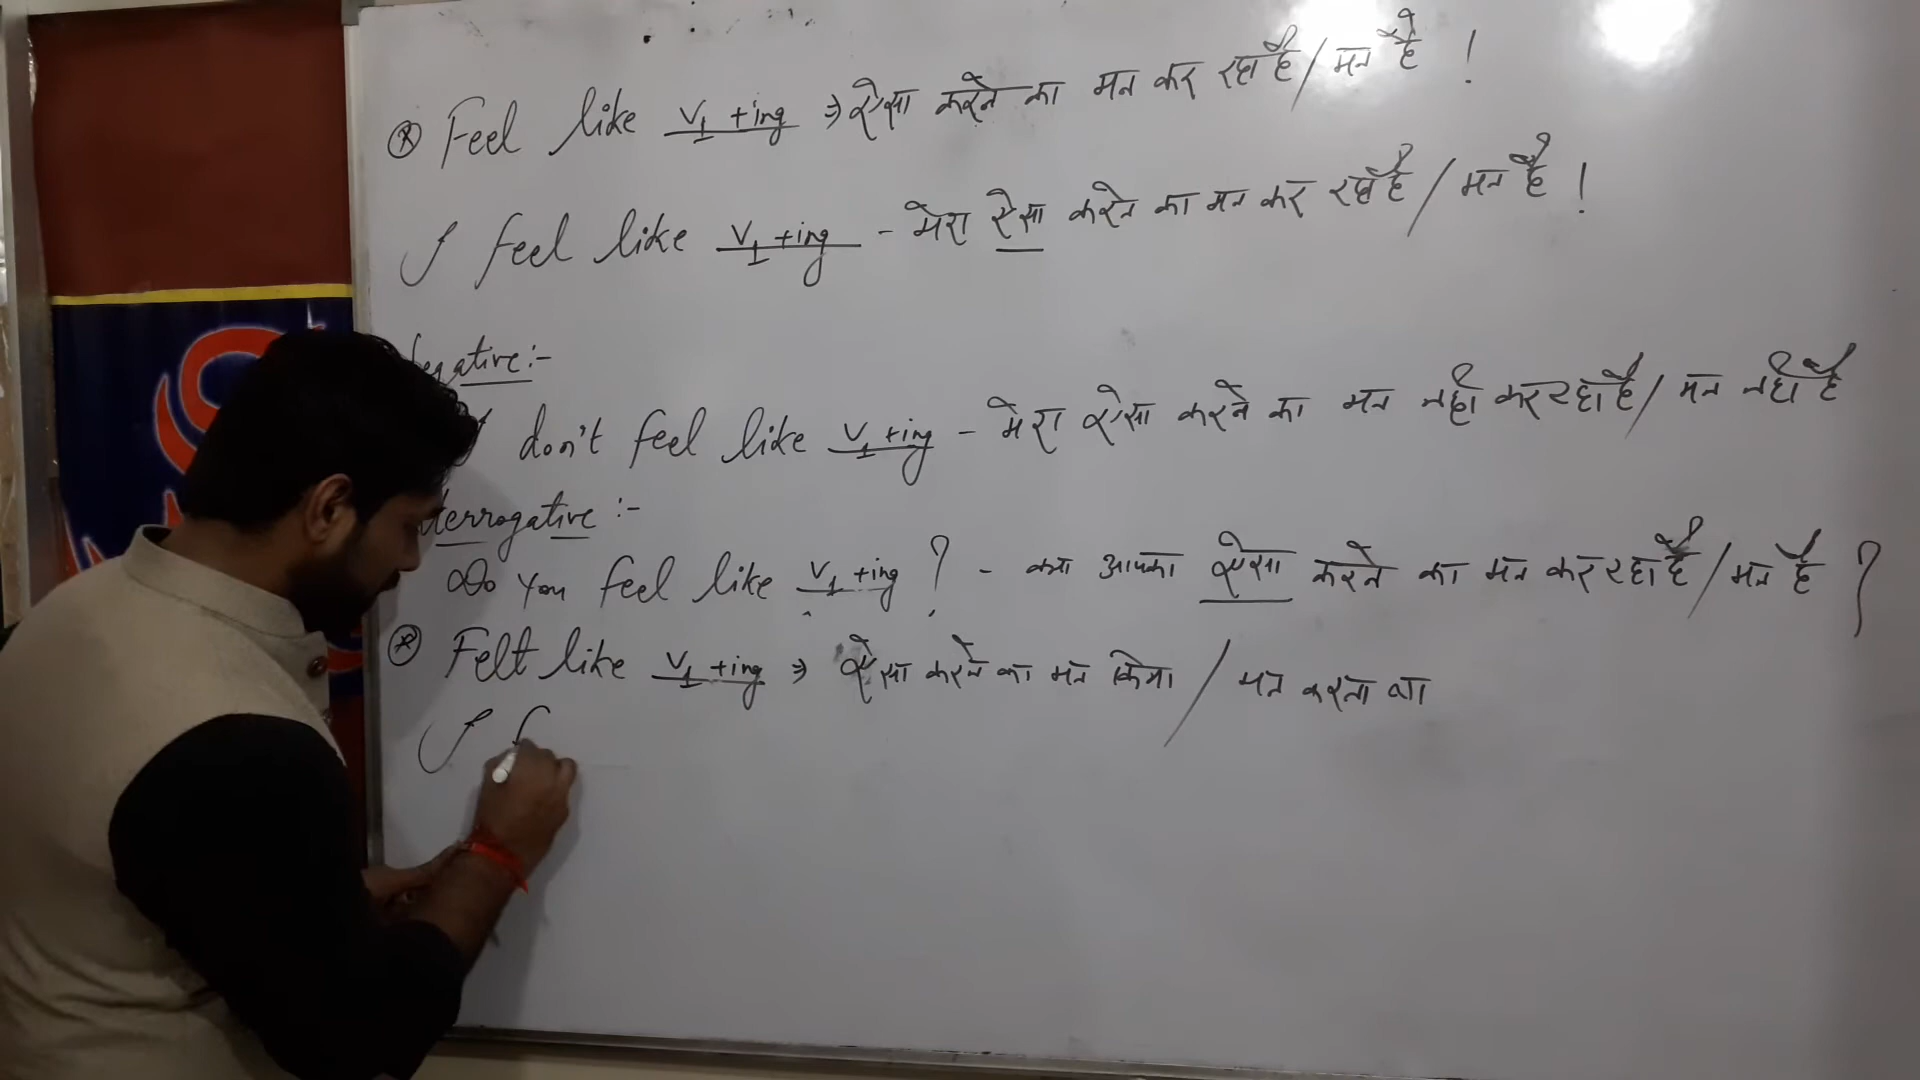 Feel like V1 +ing ⇒ ऐसा करने का मन कर रहा है / मन है !
I feel like V1 +ing - मेरा ऐसा करने का मन कर रहा है / मन है !
egative :-
I don't feel like V1 +ing - मेरा ऐसा करने का मन नहीं कर रहा है / मन नहीं है
terrogative :-
Do you feel like V1 +ing ? - क्या आपका ऐसा करने का मन कर रहा है / मन है ?
Felt like V1 +ing ⇒ ऐसा करने का मन किया / मन करता था
I f